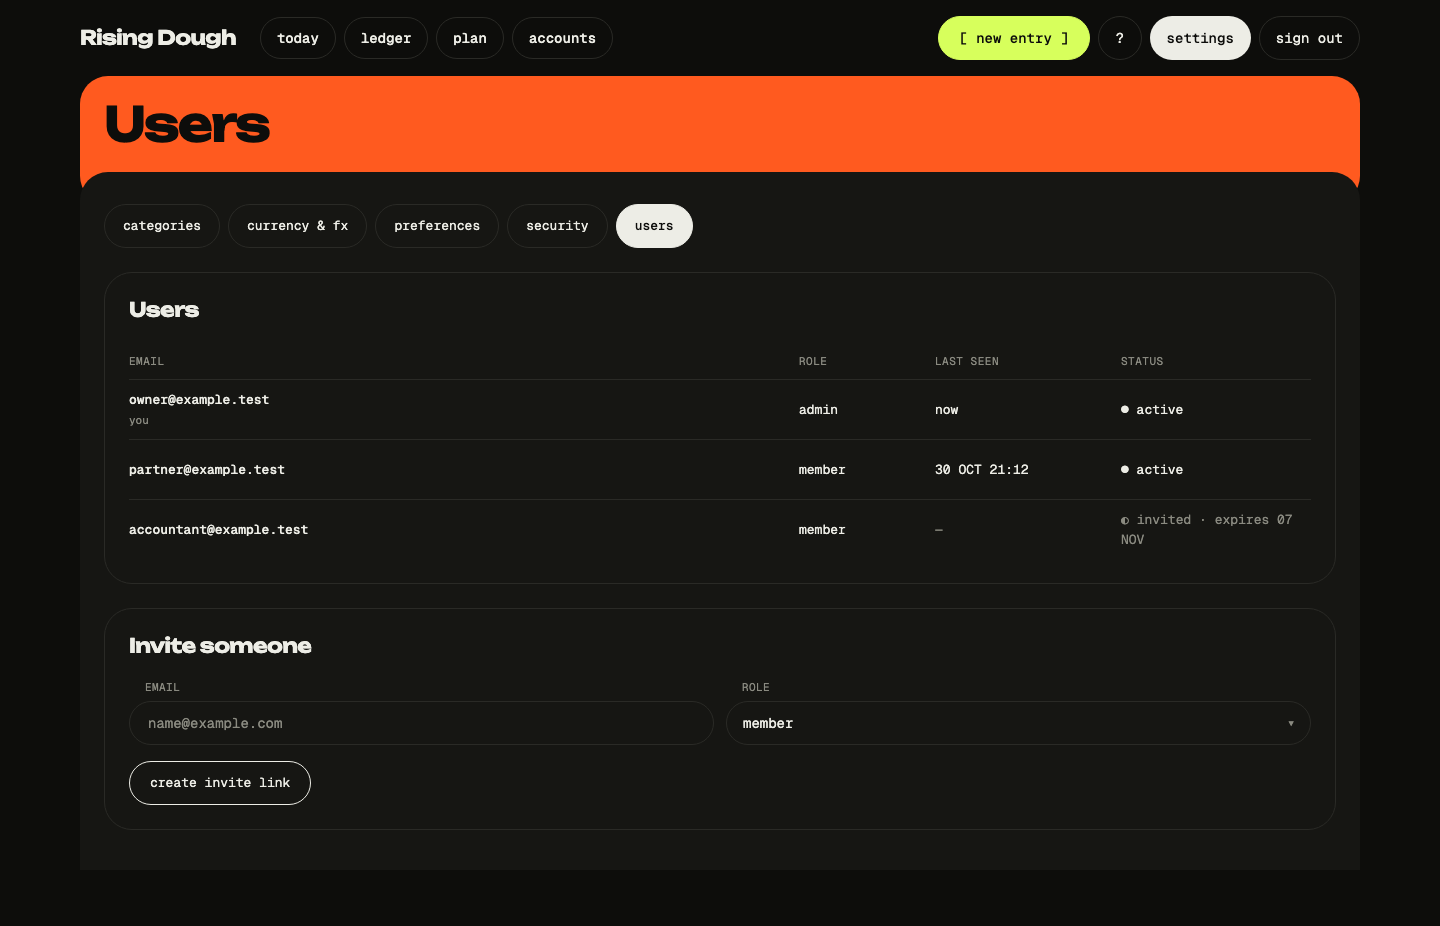 Rising Dough today ledger plan accounts [ new entry ] ? settings sign out
Users
categories currency & fx preferences security users
Users
EMAIL ROLE LAST SEEN STATUS
owner@example.test admin now ● active
you
partner@example.test member 30 OCT 21:12 ● active
accountant@example.test member — ◐ invited · expires 07
NOV
Invite someone
EMAIL ROLE
name@example.com member ▾
create invite link